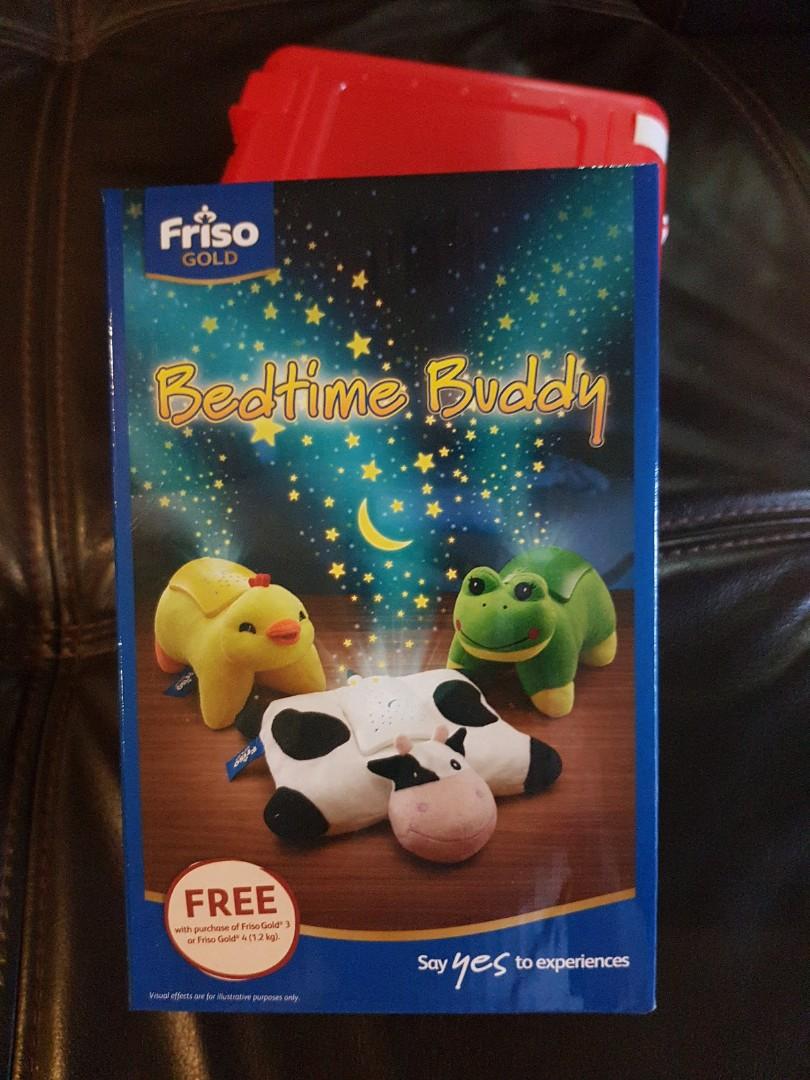 Friso
GOLD
Bedtime Buddy
Friso
FREE
with purchase of Friso Gold® 3
or Friso Gold® 4 (1.2 kg).
Say yes to experiences
Visual effects are for illustrative purposes only.